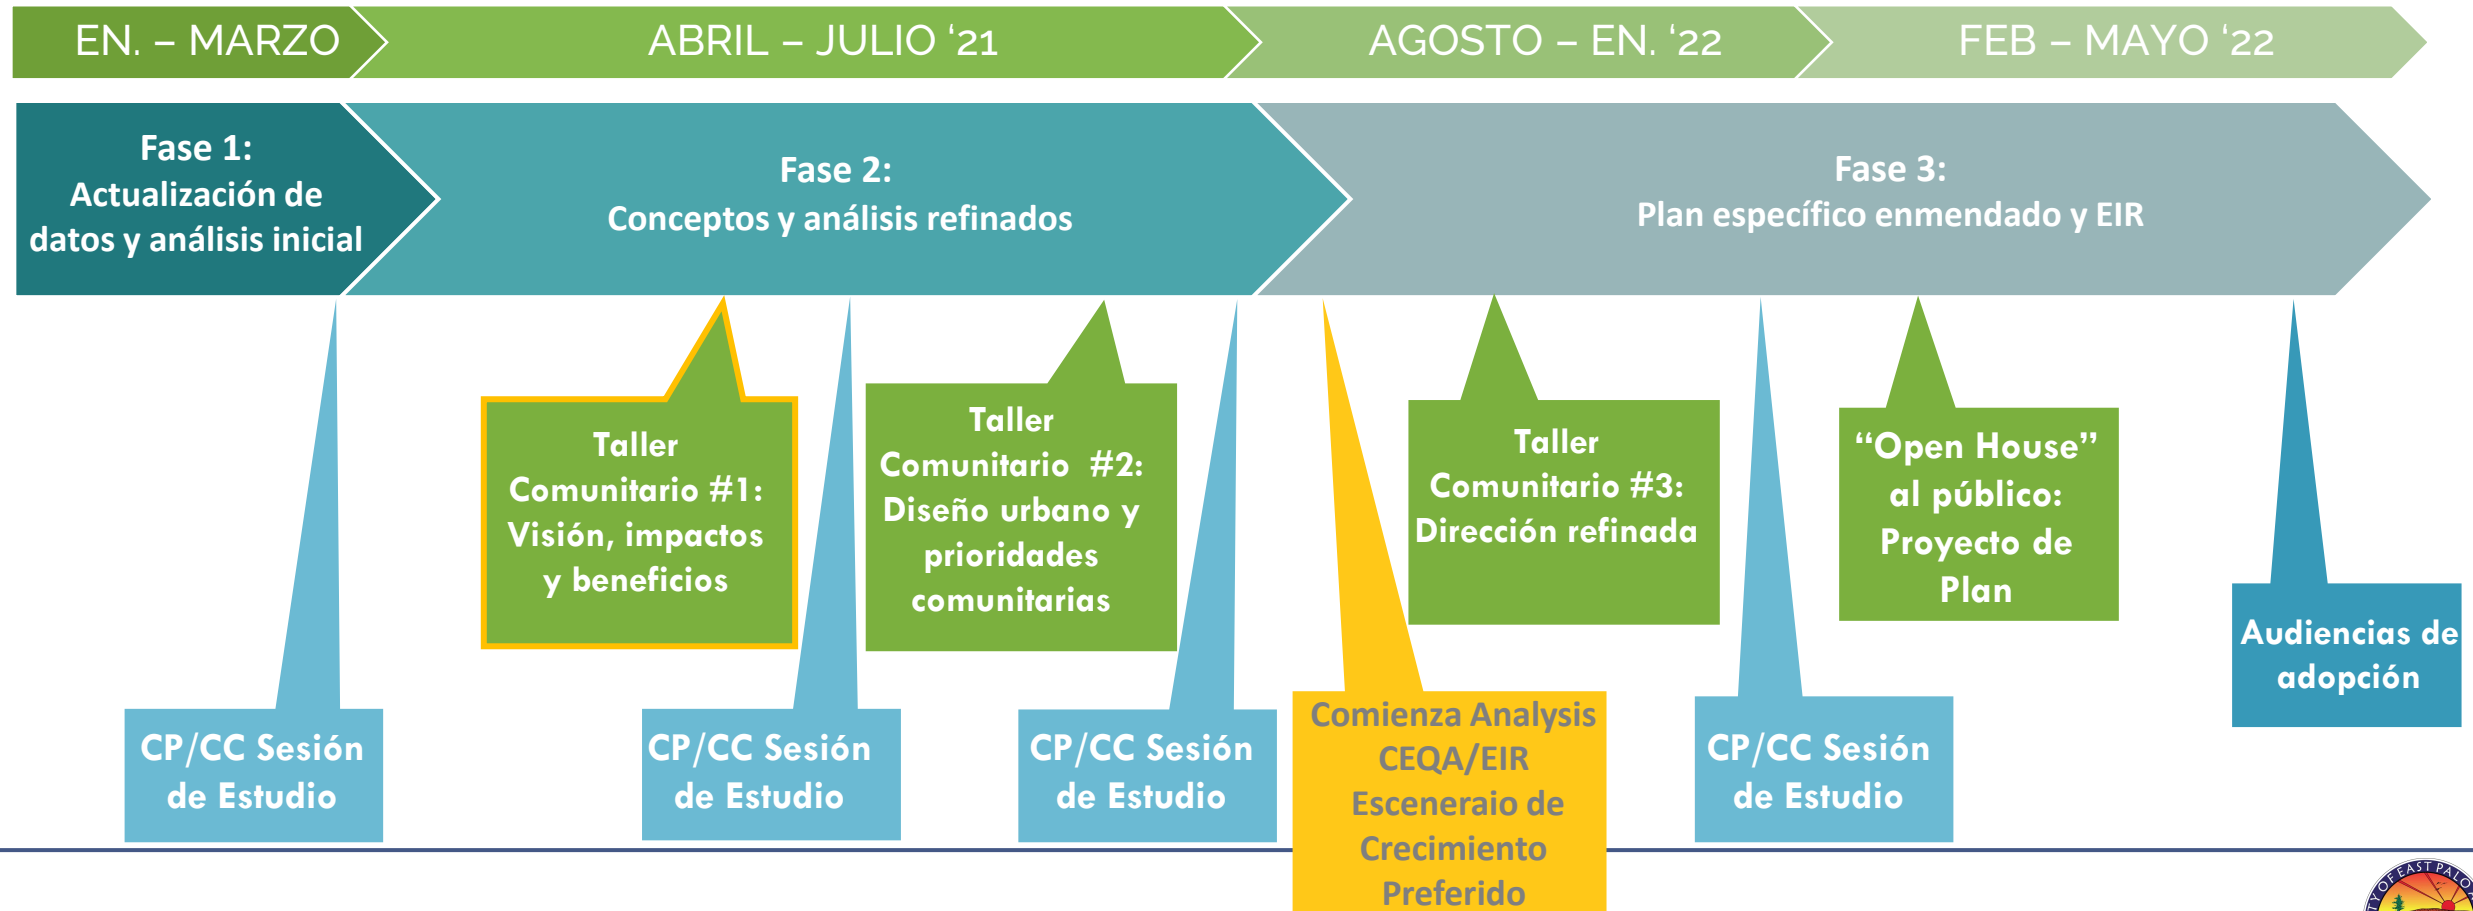 EN. – MARZO
ABRIL – JULIO ‘21
AGOSTO – EN. ‘22
FEB – MAYO ‘22
Fase 1:
Actualización de
datos y análisis inicial
Fase 2:
Conceptos y análisis refinados
Fase 3:
Plan específico enmendado y EIR
Taller
Comunitario #1:
Visión, impactos
y beneficios
Taller
Comunitario #2:
Diseño urbano y
prioridades
comunitarias
Taller
Comunitario #3:
Dirección refinada
“Open House”
al público:
Proyecto de
Plan
Audiencias de
adopción
CP/CC Sesión
de Estudio
CP/CC Sesión
de Estudio
CP/CC Sesión
de Estudio
Comienza Analysis
CEQA/EIR
Esceneraio de
Crecimiento
Preferido
CP/CC Sesión
de Estudio
OF EAST PALO